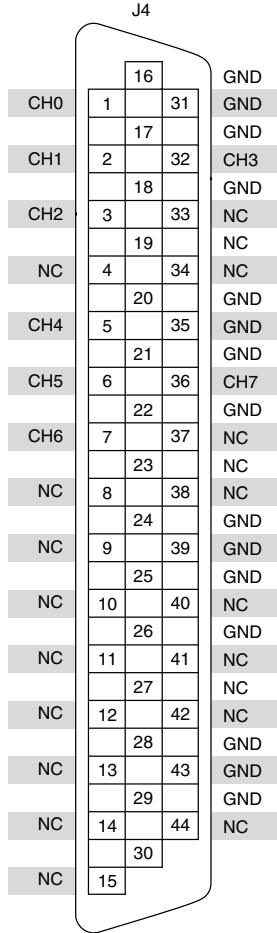 J4
16 GND
CH0 1 31 GND
17 GND
CH1 2 32 CH3
18 GND
CH2 3 33 NC
19 NC
NC 4 34 NC
20 GND
CH4 5 35 GND
21 GND
CH5 6 36 CH7
22 GND
CH6 7 37 NC
23 NC
NC 8 38 NC
24 GND
NC 9 39 GND
25 GND
NC 10 40 NC
26 GND
NC 11 41 NC
27 NC
NC 12 42 NC
28 GND
NC 13 43 GND
29 GND
NC 14 44 NC
30
NC 15